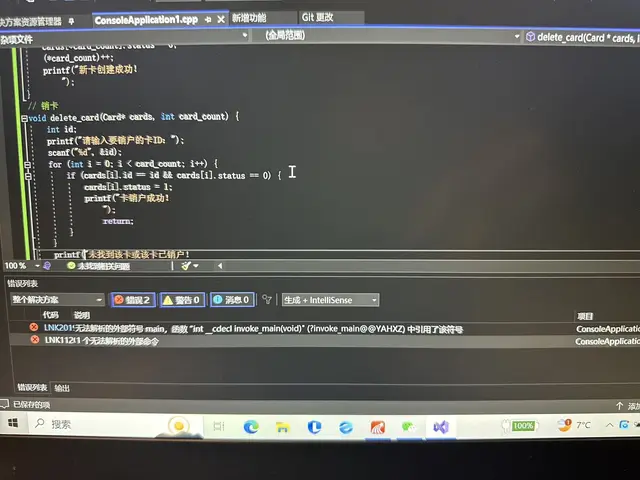 决方案资源管理器
ConsoleApplication1.cpp
新增功能
Git 更改
杂项文件
(全局范围)
delete_card(Card * cards, i
(*card_count)++;
printf("新卡创建成功!
");
}
// 销卡
void delete_card(Card* cards, int card_count) {
int id;
printf("请输入要销户的卡ID: ");
scanf("%d", &id);
for (int i = 0; i < card_count; i++) {
if (cards[i].id == id && cards[i].status == 0) {
cards[i].status = 1;
printf("卡销户成功!
");
return;
}
}
printf("未找到该卡或该卡已销户!
100 %
未找到相关问题
错误列表
整个解决方案
错误 2
警告 0
消息 0
生成 + IntelliSense
代码 说明
项目
LNK2019 无法解析的外部符号 main，函数 "int __cdecl invoke_main(void)" (?invoke_main@@YAHXZ) 中引用了该符号
ConsoleApplicatio
LNK1120 1 个无法解析的外部命令
ConsoleApplicatio
错误列表 输出
已保存的项
添加
搜索
100%
7°C